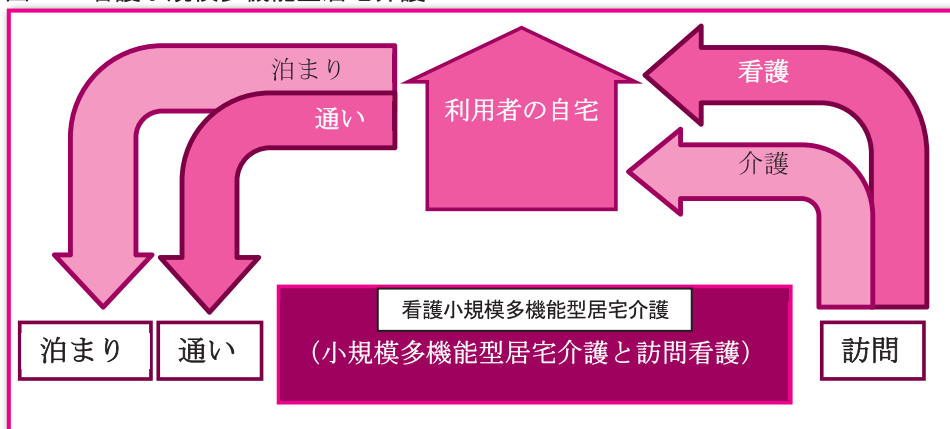 泊まり
通い
利用者の自宅
看護
介護
看護小規模多機能型居宅介護
(小規模多機能型居宅介護と訪問看護)
泊まり
通い
訪問